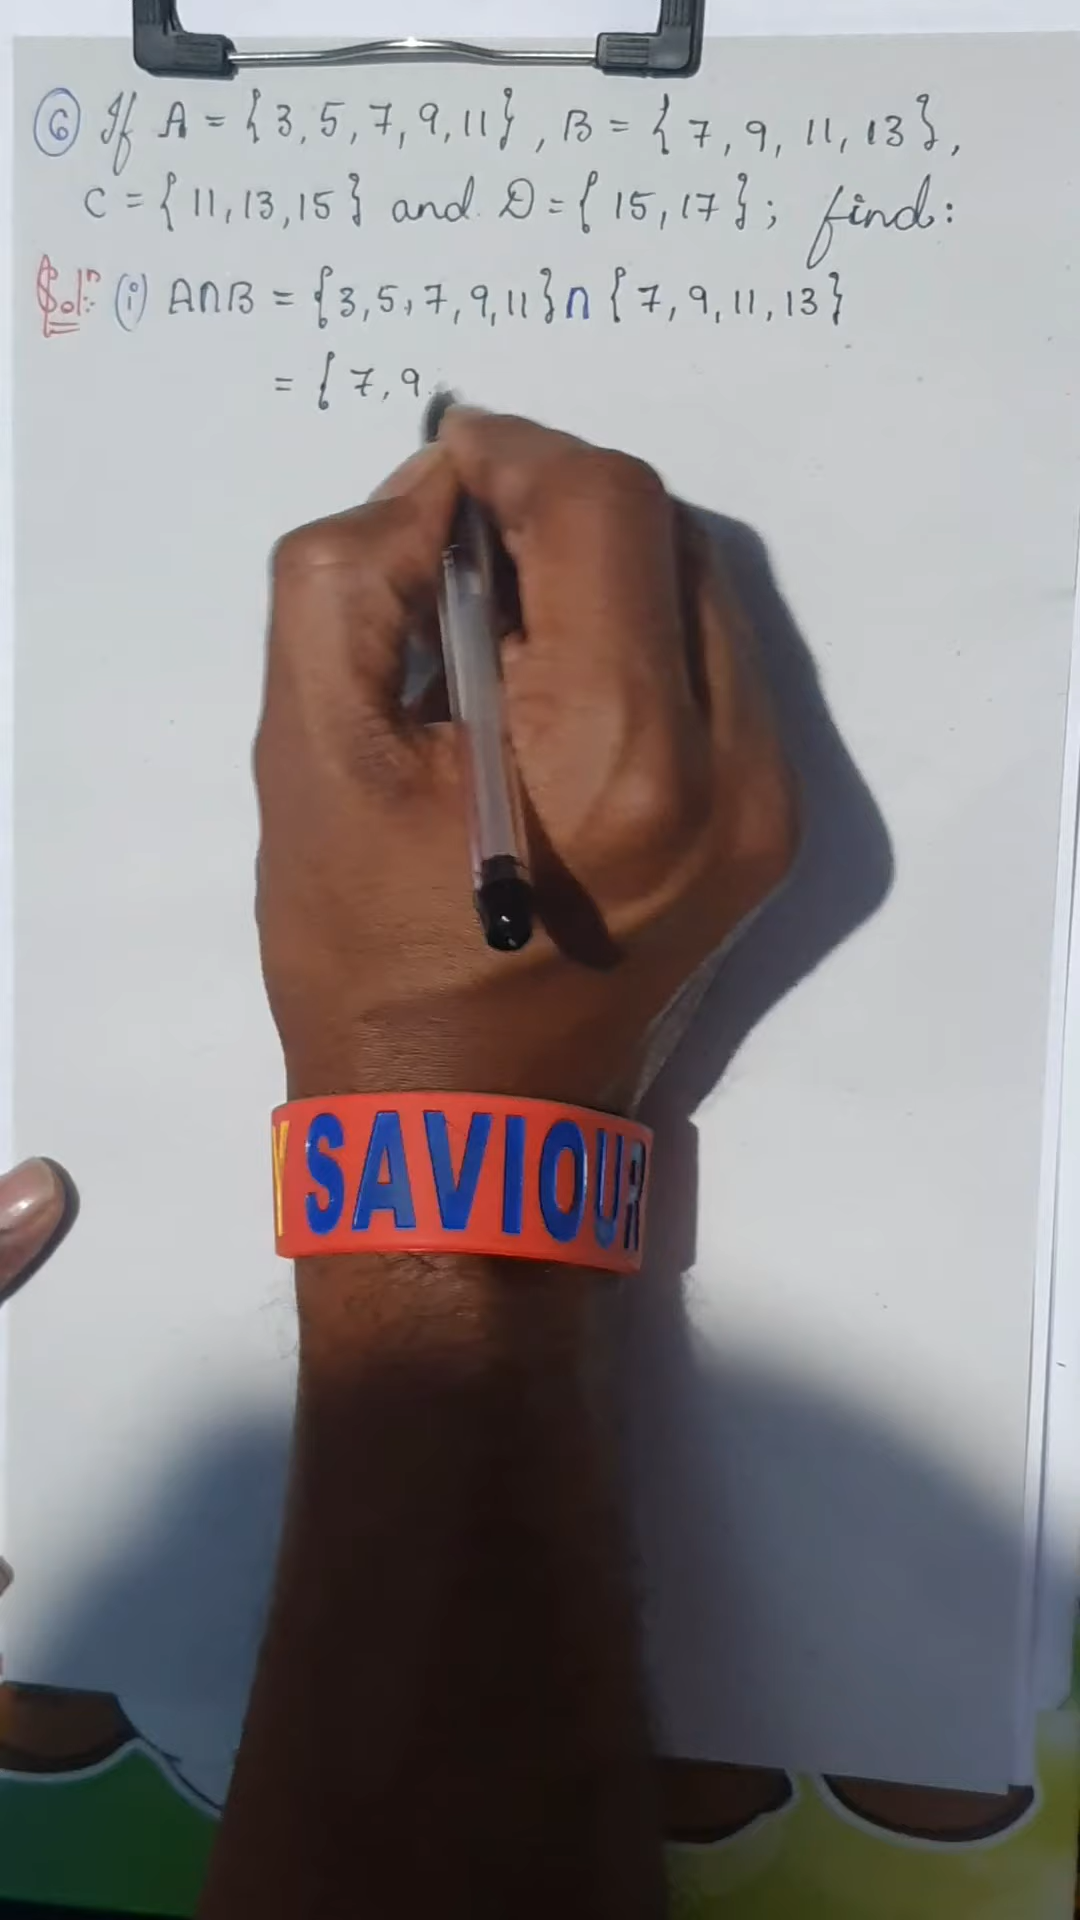 6 If A = {3, 5, 7, 9, 11}, B = {7, 9, 11, 13},
C = {11, 13, 15} and D = {15, 17}; find:
Solⁿ: (i) A∩B = {3, 5, 7, 9, 11} ∩ {7, 9, 11, 13}
= {7, 9
Y SAVIOUR